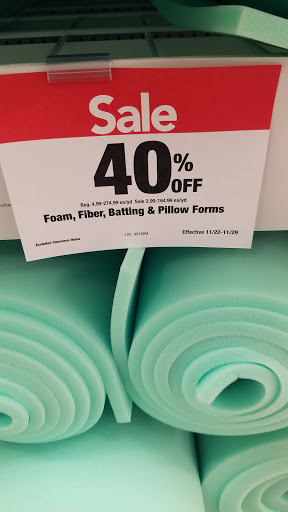 Sale
40% OFF
Reg. 4.99-274.99 ea/yd Sale 2.99-164.99 ea/yd
Foam, Fiber, Batting & Pillow Forms
Excludes Clearance items
Effective 11/22-11/29